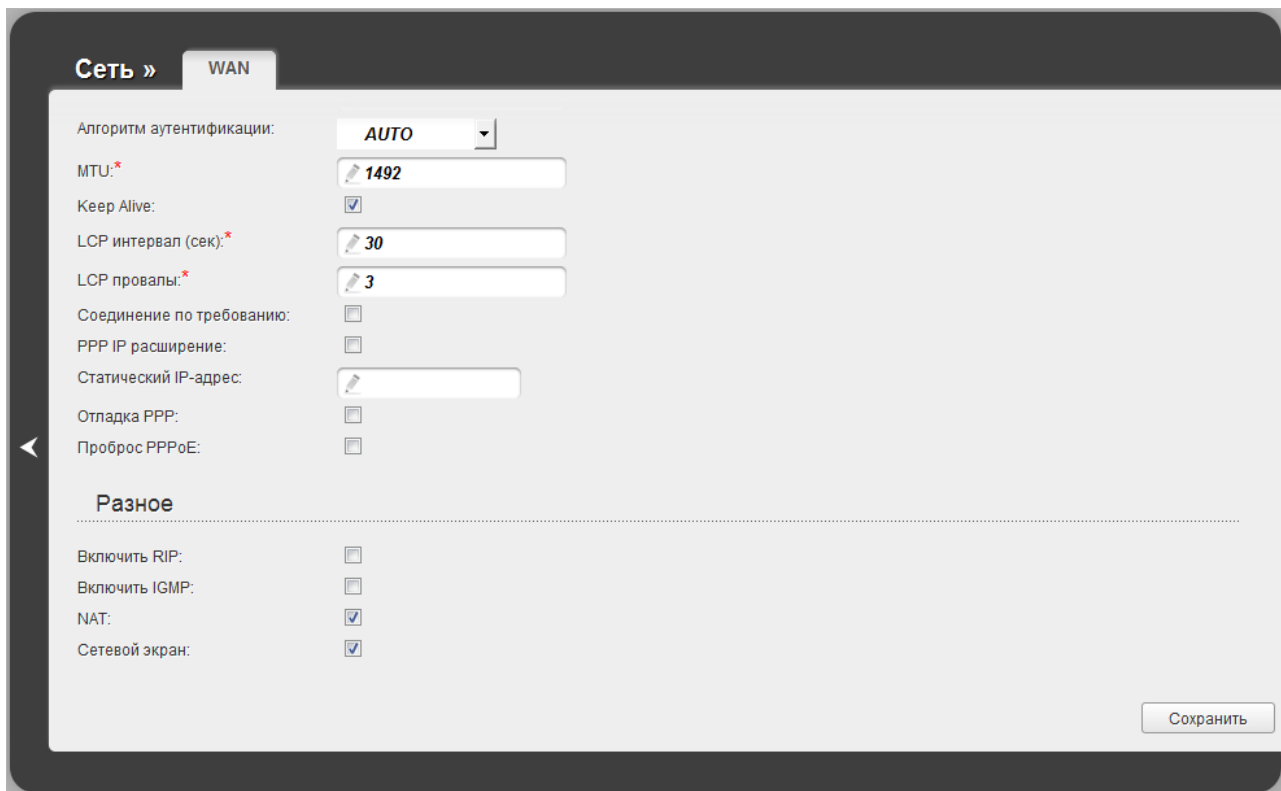 Сеть » WAN
Алгоритм аутентификации: AUTO
MTU:* 1492
Keep Alive:
LCP интервал (сек):* 30
LCP провалы:* 3
Соединение по требованию:
PPP IP расширение:
Статический IP-адрес:
Отладка PPP:
Проброс PPPoE:
Разное
Включить RIP:
Включить IGMP:
NAT:
Сетевой экран:
Сохранить